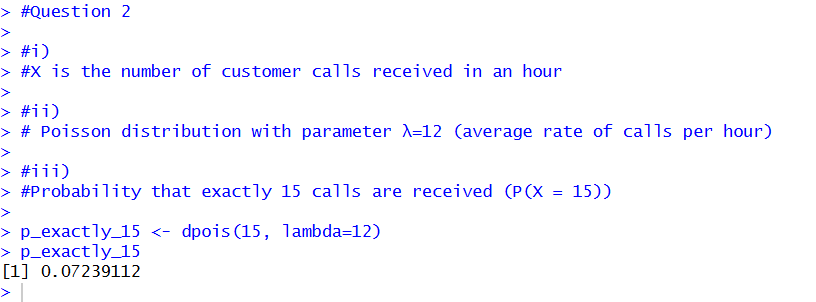 > #Question 2
>
> #i)
> #X is the number of customer calls received in an hour
>
> #ii)
> # Poisson distribution with parameter λ=12 (average rate of calls per hour)
>
> #iii)
> #Probability that exactly 15 calls are received (P(X = 15))
>
> p_exactly_15 <- dpois(15, lambda=12)
> p_exactly_15
[1] 0.07239112
>